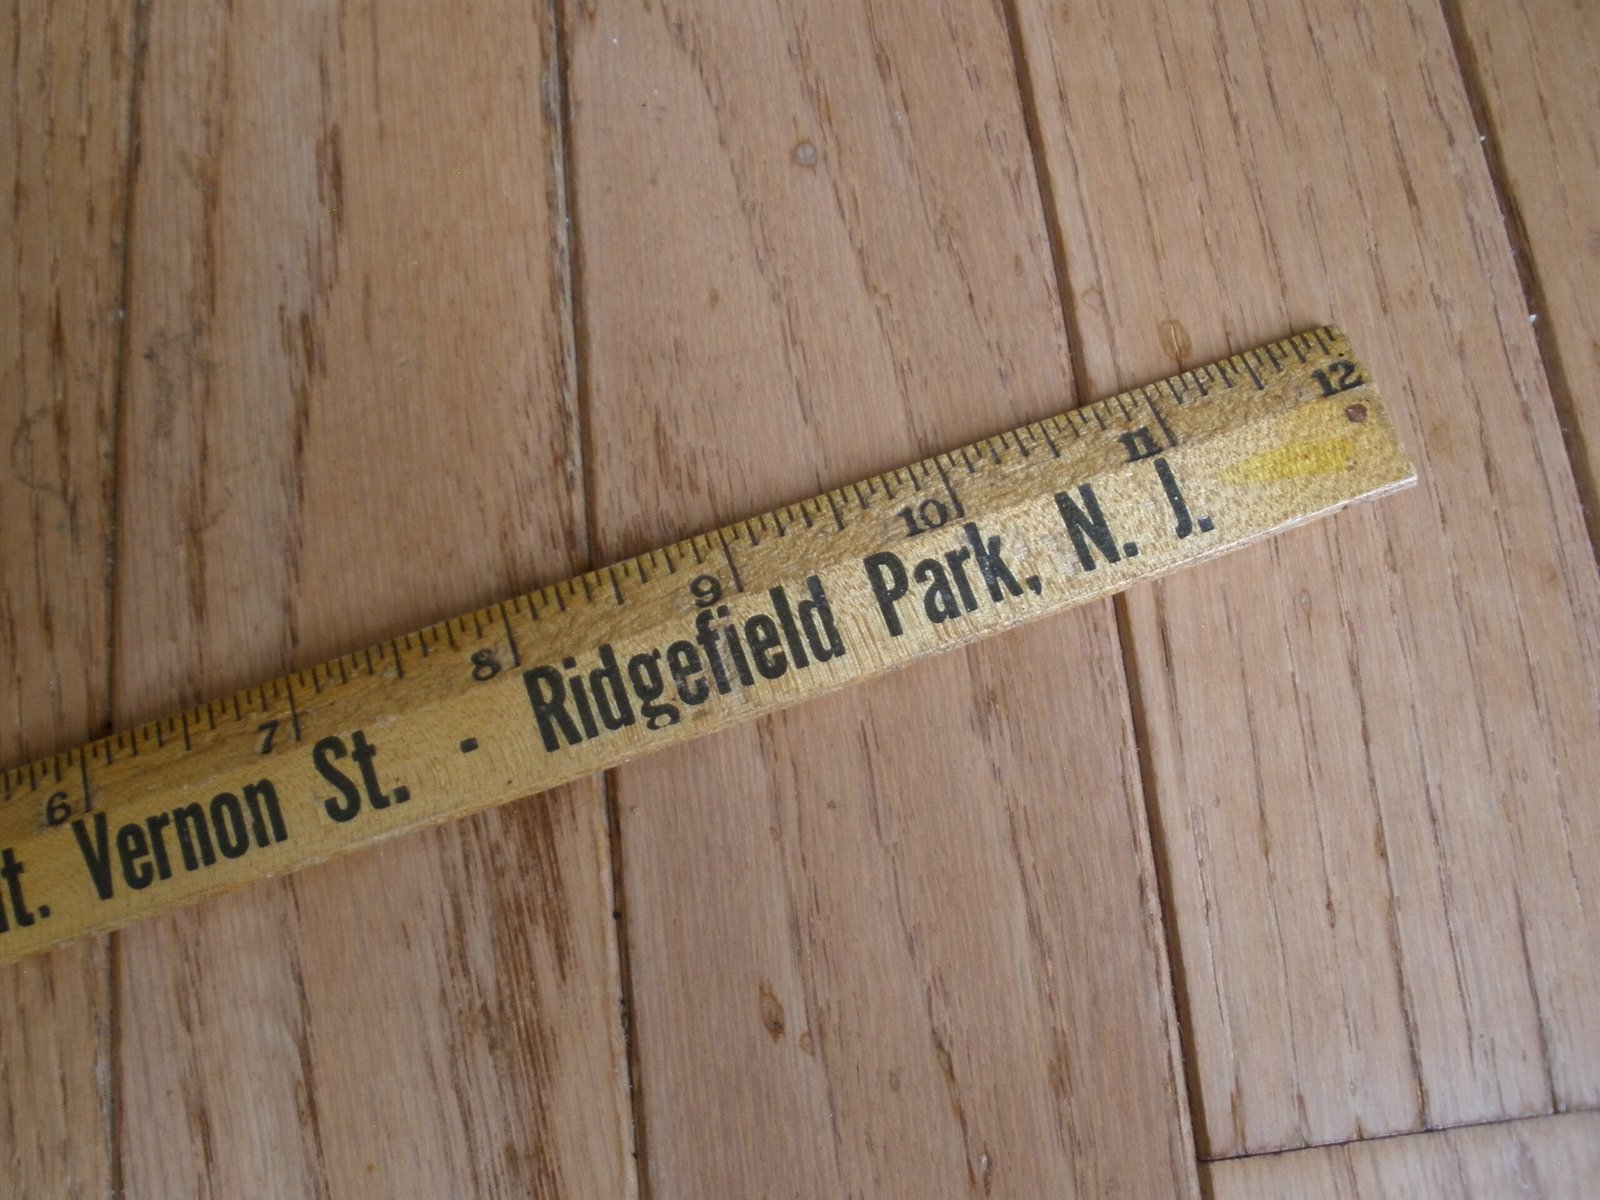 6 7 8 9 10 11 12
Vernon St. - Ridgefield Park, N. J.